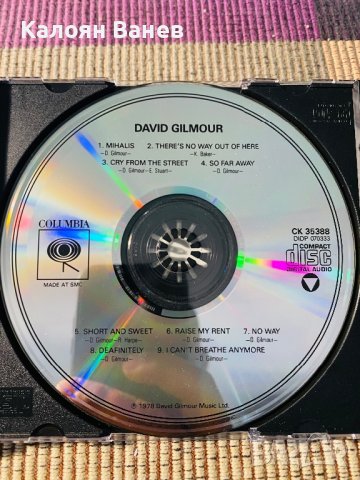 Калоян Ванев
DAVID GILMOUR
1. MIHALIS 2. THERE'S NO WAY OUT OF HERE
—D. Gilmour— —K. Baker—
3. CRY FROM THE STREET 4. SO FAR AWAY
—D. Gilmour—E. Stuart— —D. Gilmour—
COLUMBIA
MADE AT SMC
CK 35388
DIDP 070333
COMPACT
disc
DIGITAL AUDIO
5. SHORT AND SWEET 6. RAISE MY RENT 7. NO WAY
—D. Gilmour—R. Harper— —D. Gilmour— —D. Gilmour—
8. DEAFINITELY 9. I CAN'T BREATHE ANYMORE
—D. Gilmour— —D. Gilmour—
℗ 1978 David Gilmour Music Ltd.